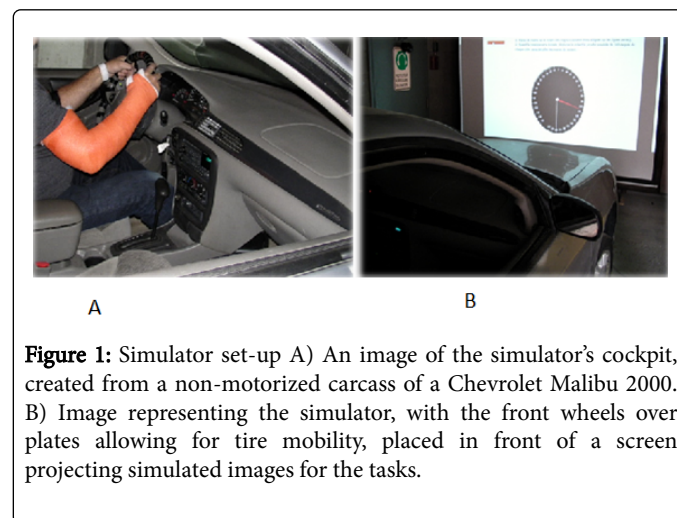 A
B
Figure 1: Simulator set-up A) An image of the simulator's cockpit,
created from a non-motorized carcass of a Chevrolet Malibu 2000.
B) Image representing the simulator, with the front wheels over
plates allowing for tire mobility, placed in front of a screen
projecting simulated images for the tasks.